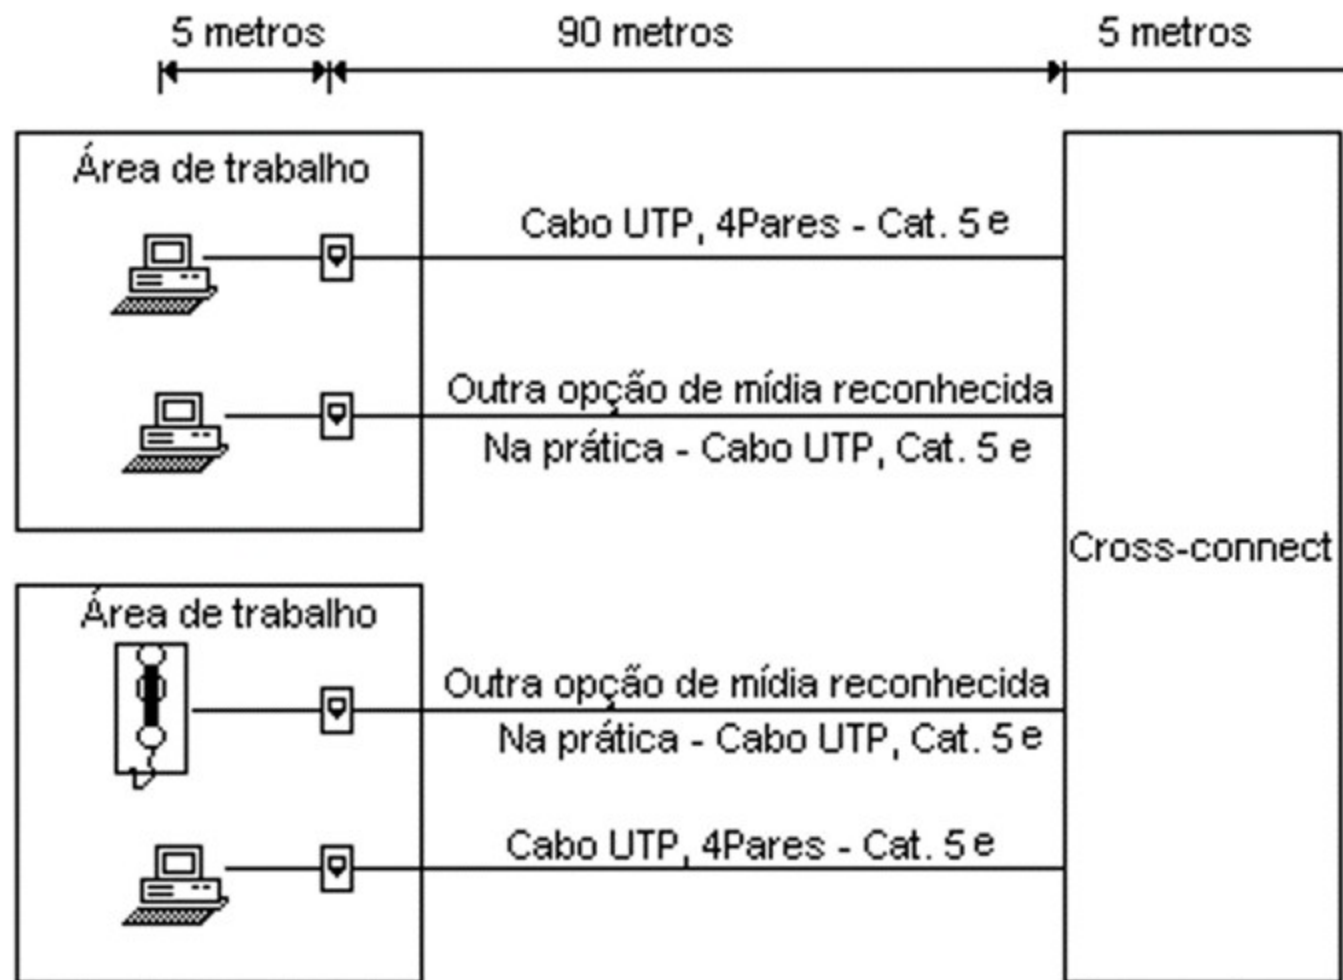 5 metros
90 metros
5 metros
Área de trabalho
Cabo UTP, 4Pares - Cat. 5 e
Outra opção de mídia reconhecida
Na prática - Cabo UTP, Cat. 5 e
Cross-connect
Área de trabalho
Outra opção de mídia reconhecida
Na prática - Cabo UTP, Cat. 5 e
Cabo UTP, 4Pares - Cat. 5 e